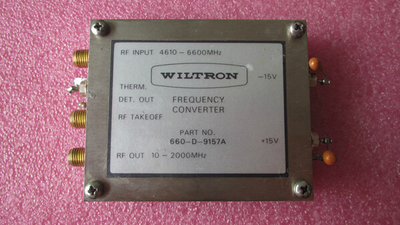 RF INPUT 4610-6600MHz
WILTRON
-15V
THERM.
DET. OUT
FREQUENCY
CONVERTER
RF TAKEOFF
PART NO.
660-D-9157A
+15V
RF OUT 10-2000MHz